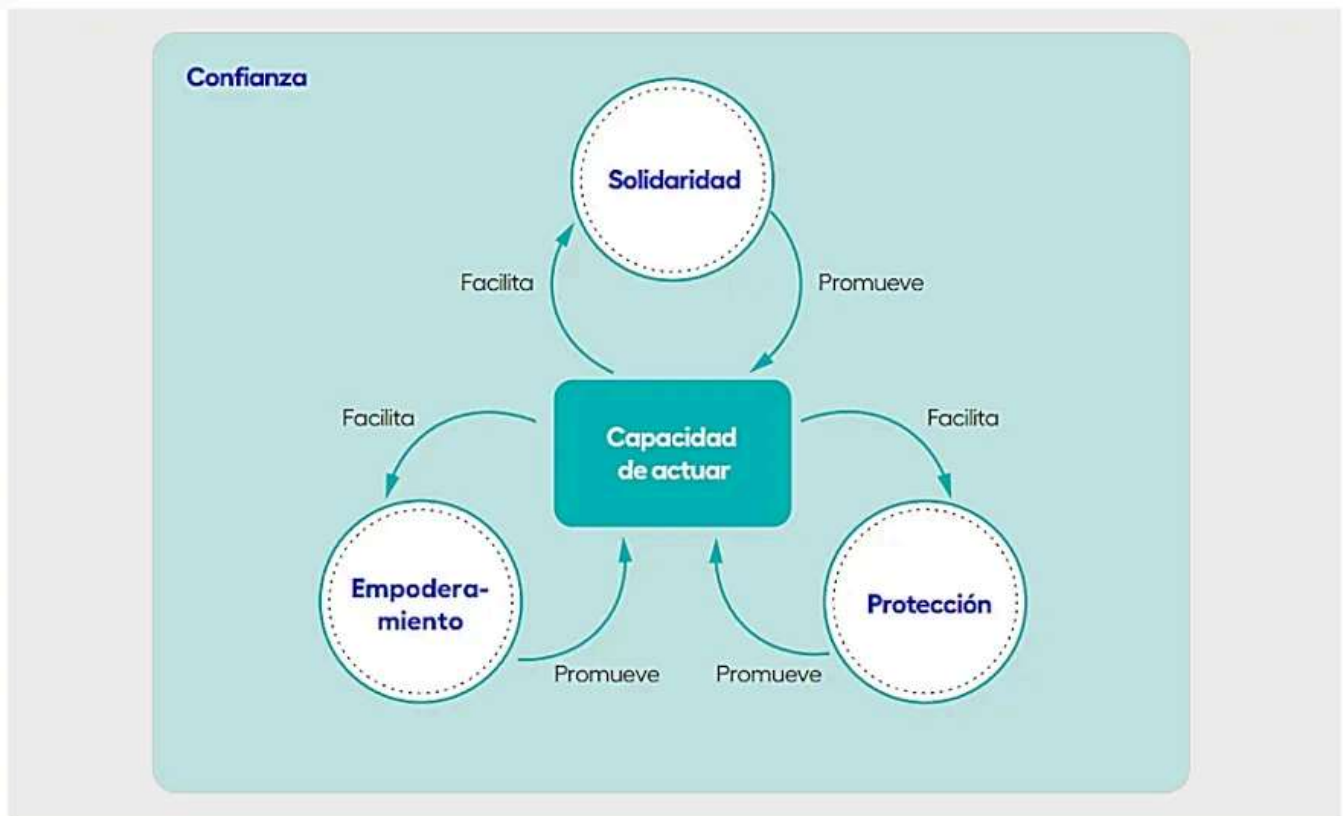 Confianza
Solidaridad
Facilita
Promueve
Facilita
Capacidad
de actuar
Facilita
Empodera-
miento
Protección
Promueve
Promueve